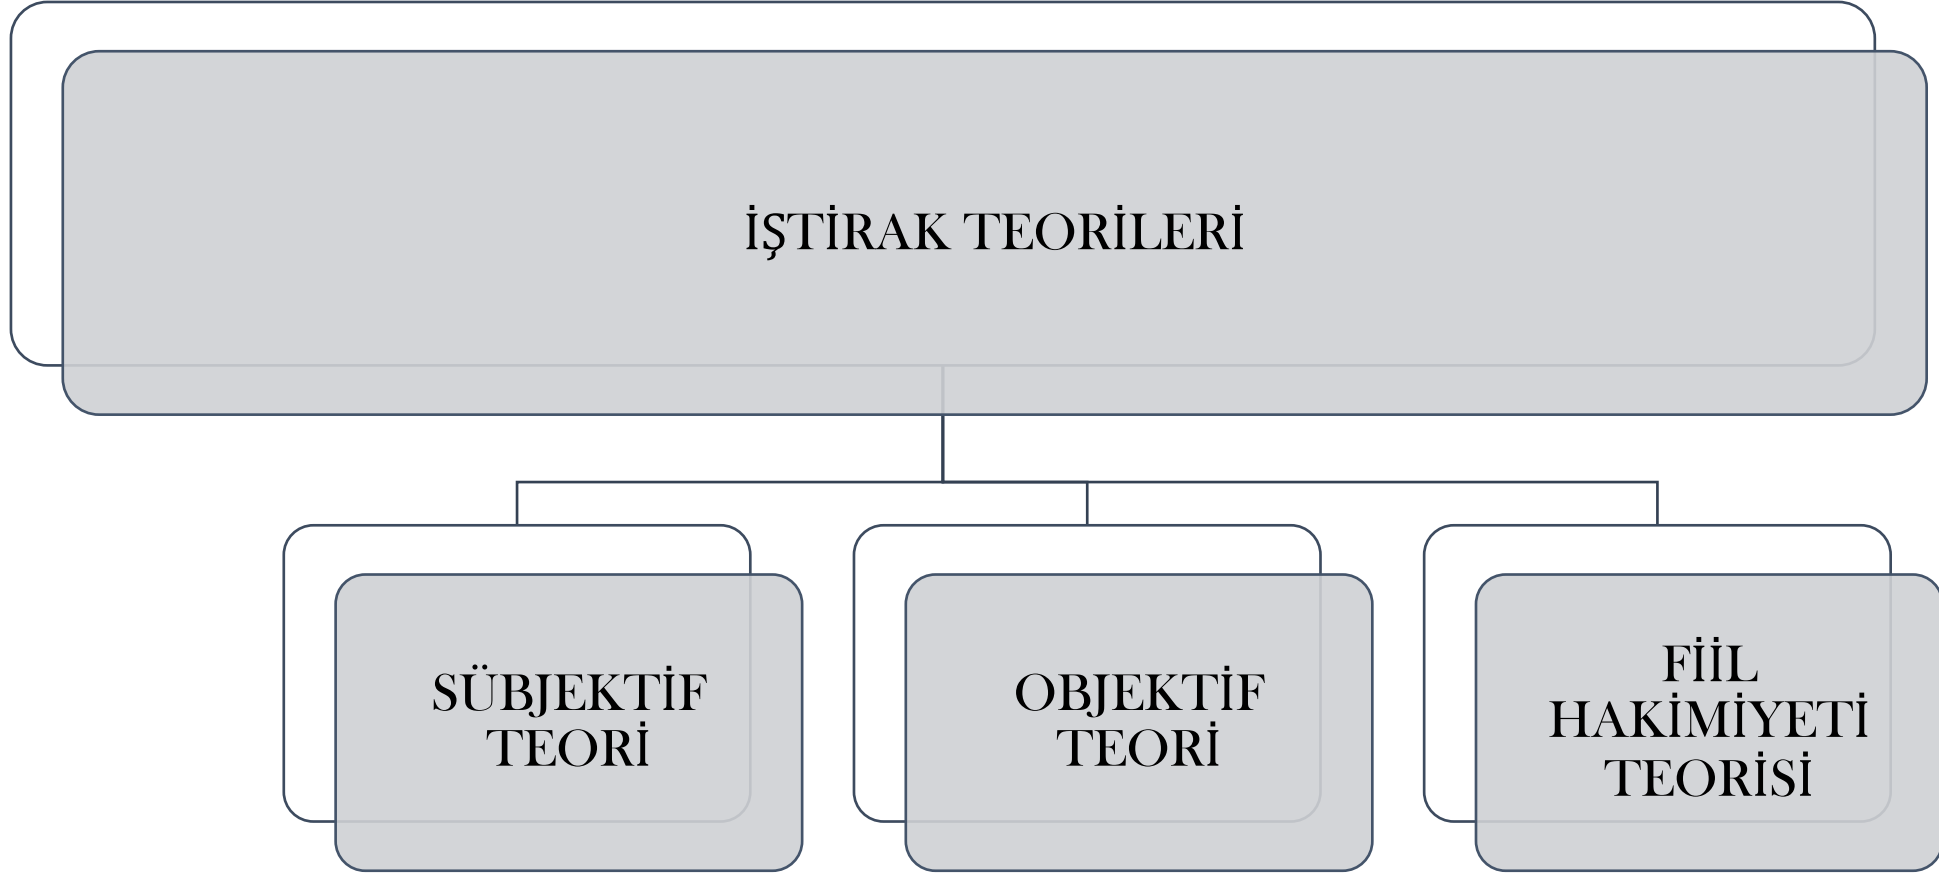 İŞTİRAK TEORİLERİ
SÜBJEKTİF
TEORİ
OBJEKTİF
TEORİ
FİİL
HAKİMİYETİ
TEORİSİ